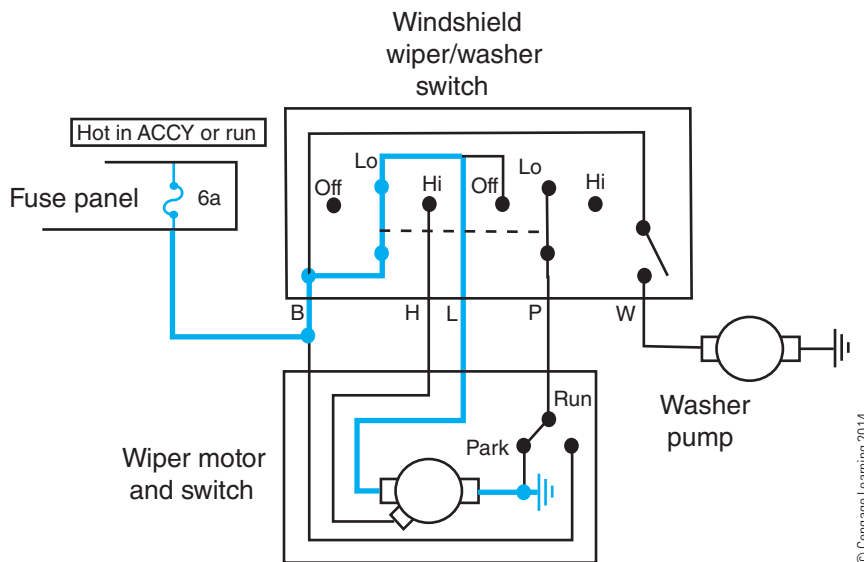 Windshield
wiper/washer
switch
Hot in ACCY or run
Fuse panel
6a
Off
Lo
Hi
Off
Lo
Hi
B
H
L
P
W
Wiper motor
and switch
Park
Run
Washer
pump
© Cengage Learning 2014